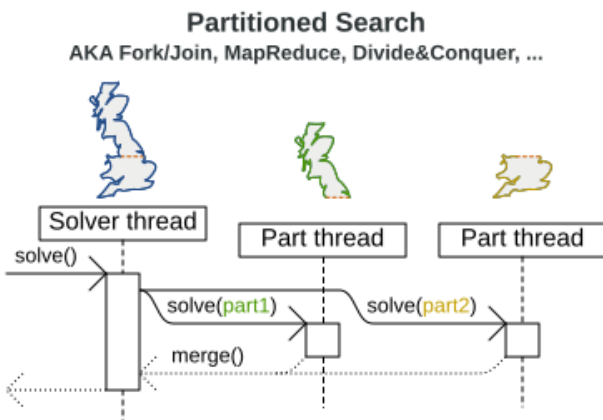 Partitioned Search
AKA Fork/Join, MapReduce, Divide&Conquer, ...
Solver thread
Part thread
Part thread
solve()
solve(part1)
solve(part2)
merge()